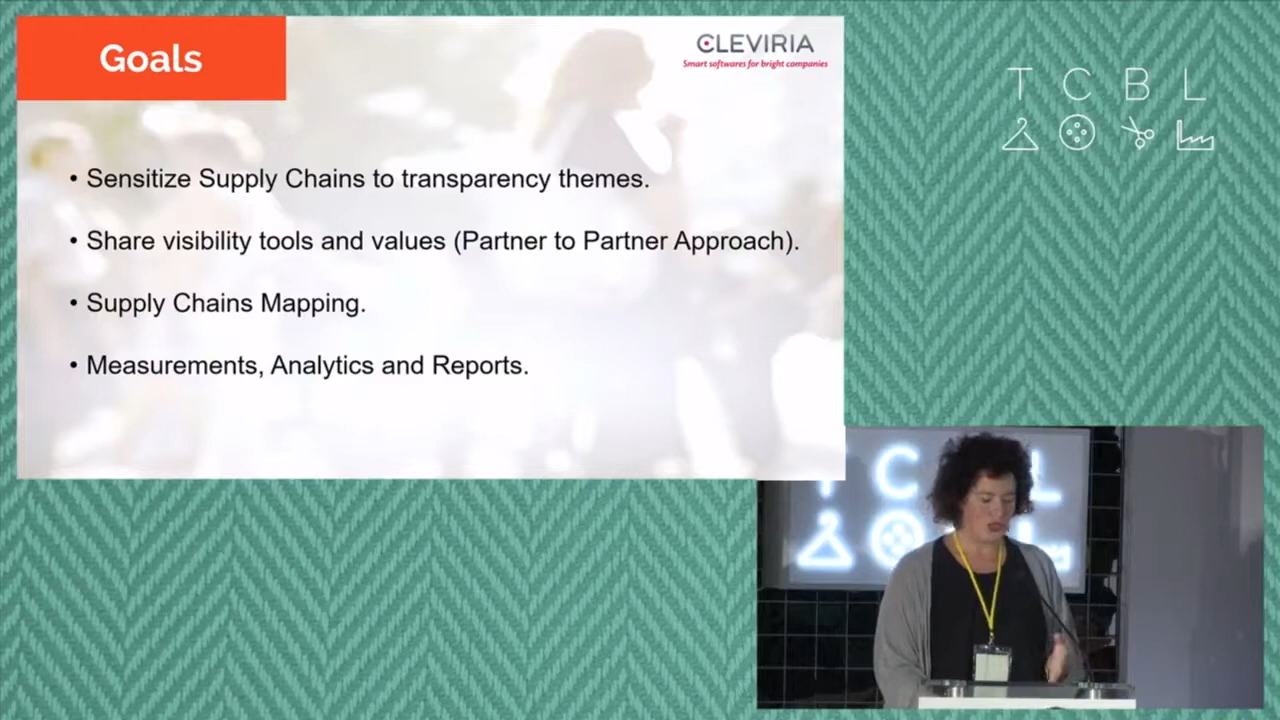 Goals
CLEVIRIA
Smart softwares for bright companies
T C B L
• Sensitize Supply Chains to transparency themes.
• Share visibility tools and values (Partner to Partner Approach).
• Supply Chains Mapping.
• Measurements, Analytics and Reports.
T C L